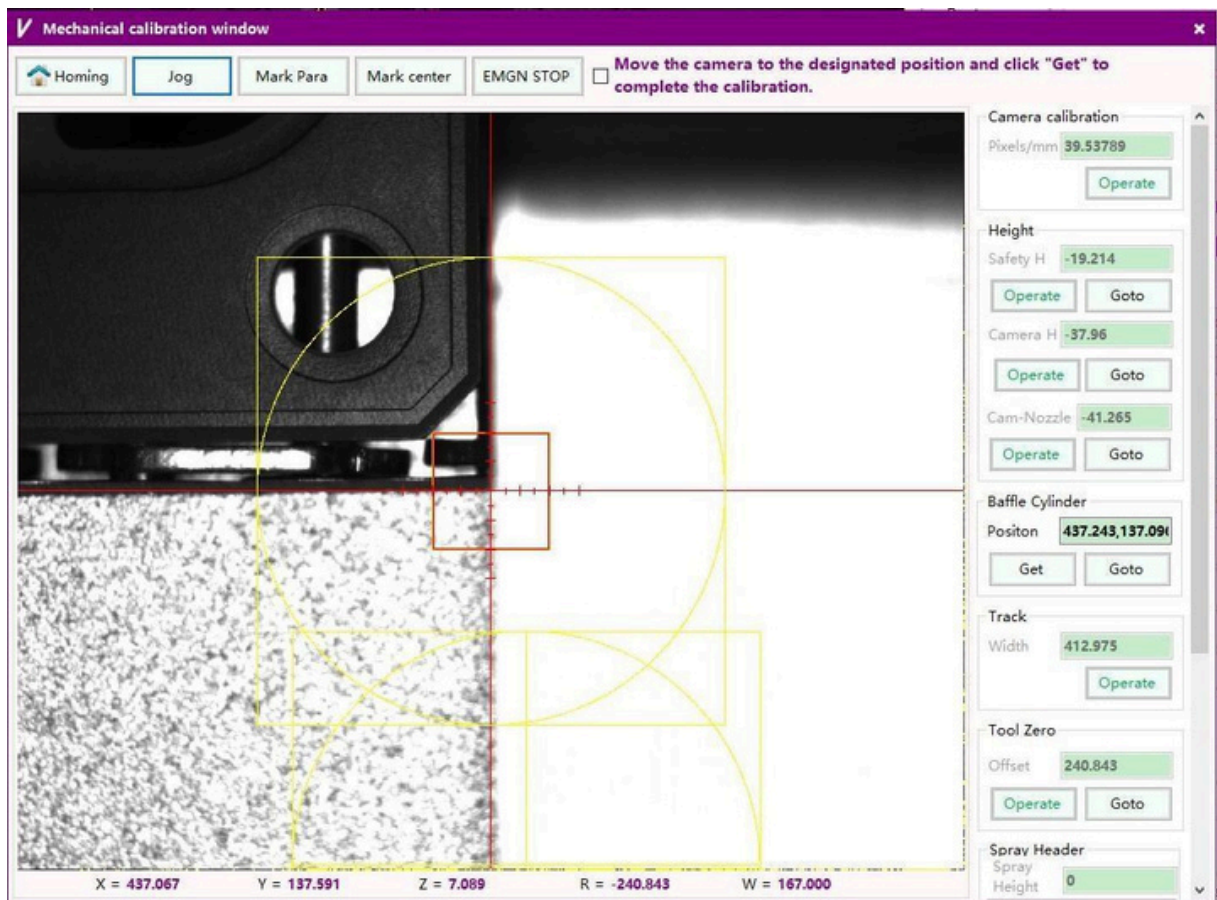 Mechanical calibration window
Homing
Jog
Mark Para
Mark center
EMGN STOP
Move the camera to the designated position and click "Get" to
complete the calibration.
Camera calibration
Pixels/mm 39.53789
Operate
Height
Safety H -19.214
Operate Goto
Camera H -37.96
Operate Goto
Cam-Nozzle -41.265
Operate Goto
Baffle Cylinder
Positon 437.243,137.09
Get Goto
Track
Width 412.975
Operate
Tool Zero
Offset 240.843
Operate Goto
Spray Header
Spray
Height 0
X = 437.067 Y = 137.591 Z = 7.089 R = -240.843 W = 167.000